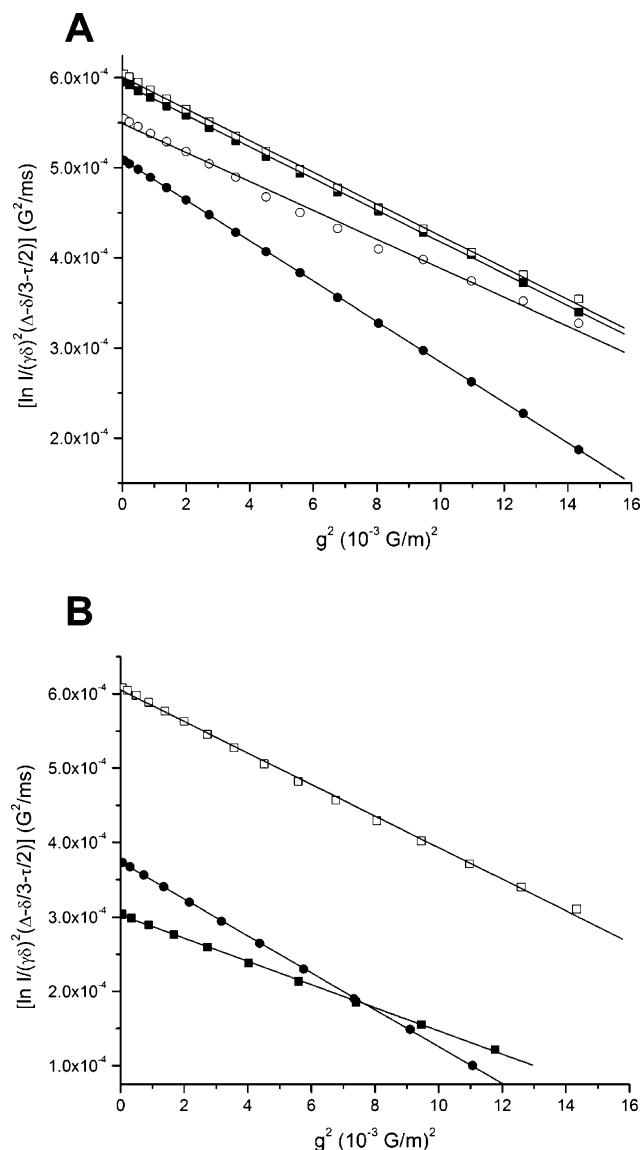 A
6.0x10⁻⁴
5.0x10⁻⁴
4.0x10⁻⁴
3.0x10⁻⁴
2.0x10⁻⁴
[ln I/(γδ)²(Δ-δ/3-τ/2)] (G²/ms)
0 2 4 6 8 10 12 14 16
g² (10⁻³ G/m)²
B
6.0x10⁻⁴
5.0x10⁻⁴
4.0x10⁻⁴
3.0x10⁻⁴
2.0x10⁻⁴
1.0x10⁻⁴
[ln I/(γδ)²(Δ-δ/3-τ/2)] (G²/ms)
0 2 4 6 8 10 12 14 16
g² (10⁻³ G/m)²